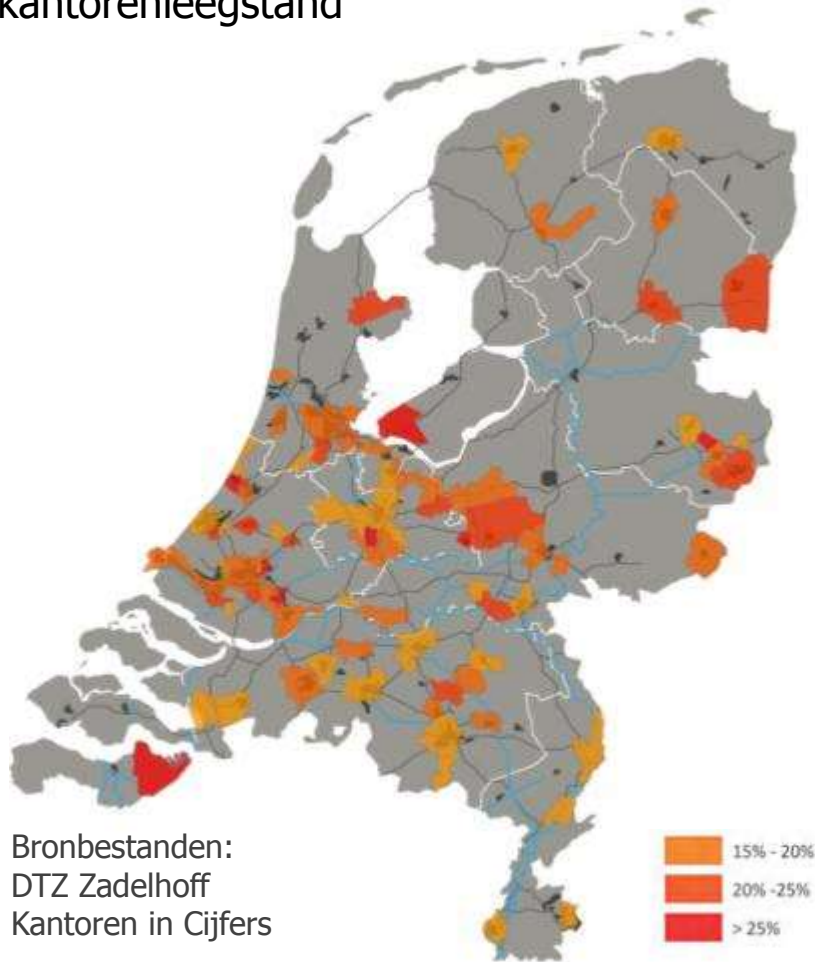 kantorenleegstand
Bronbestanden:
DTZ Zadelhoff
Kantoren in Cijfers
15% - 20%
20% -25%
> 25%